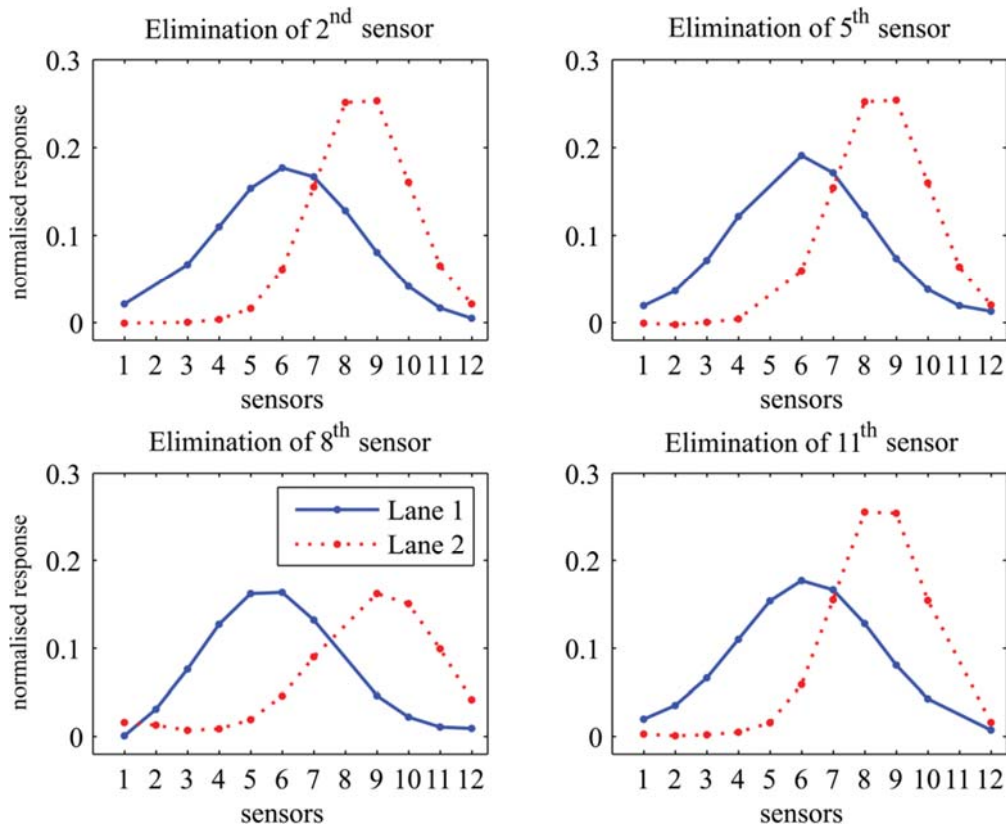 Elimination of 2nd sensor
normalised response
0.3
0.2
0.1
0
1 2 3 4 5 6 7 8 9 10 11 12
sensors
Elimination of 5th sensor
0.3
0.2
0.1
0
1 2 3 4 5 6 7 8 9 10 11 12
sensors
Elimination of 8th sensor
normalised response
0.3
0.2
0.1
0
Lane 1
Lane 2
1 2 3 4 5 6 7 8 9 10 11 12
sensors
Elimination of 11th sensor
0.3
0.2
0.1
0
1 2 3 4 5 6 7 8 9 10 11 12
sensors